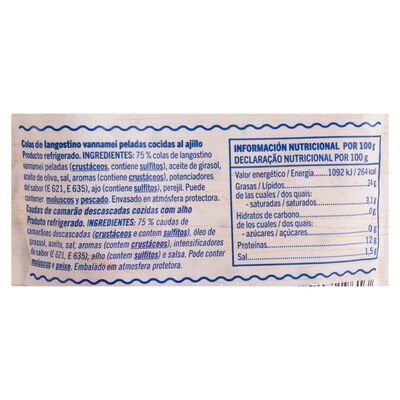 Colas de langostino vannamei peladas cocidas al ajillo
Producto refrigerado. INGREDIENTES: 75 % colas de langostino
vannamei peladas (crustáceos, contiene sulfitos), aceite de girasol,
aceite de oliva, sal, aromas (crustáceos), potenciadores
del sabor (E 621, E 635), ajo (contiene sulfitos), perejil. Puede
contener moluscos y pescado. Envasado en atmósfera protectora.
Caudas de camarão descascadas cozidas com alho
Produto refrigerado. INGREDIENTES: 75 % caudas de
camarões descascadas (crustáceos e contem sulfitos), óleo de
girassol, azeite, sal, aromas (contem crustáceos), intensificadores
de sabor (E 621, E 635), alho (contem sulfitos) e salsa. Pode conter
moluscos e peixe. Embalado em atmosfera protetora.
INFORMACIÓN NUTRICIONAL POR 100g
DECLARAÇÃO NUTRICIONAL POR 100 g
Valor energético / Energia 1092 kJ / 264 kcal
Grasas / Lípidos 24 g
de las cuales / dos quais:
- saturadas / saturados 3,1 g
Hidratos de carbono 0g
de los cuales / dos quais:
- azúcares / açúcares 0 g
Proteínas 12 g
Sal 1,5 g